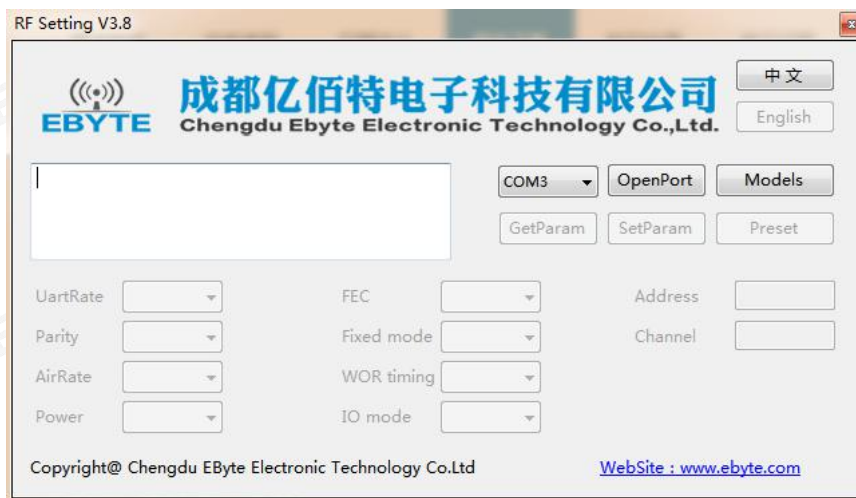 RF Setting V3.8
EBYTE
成都亿佰特电子科技有限公司
Chengdu Ebyte Electronic Technology Co.,Ltd.
中文
English
COM3 OpenPort Models
GetParam SetParam Preset
UartRate FEC Address
Parity Fixed mode Channel
AirRate WOR timing
Power IO mode
Copyright@ Chengdu EByte Electronic Technology Co.Ltd WebSite : www.ebyte.com